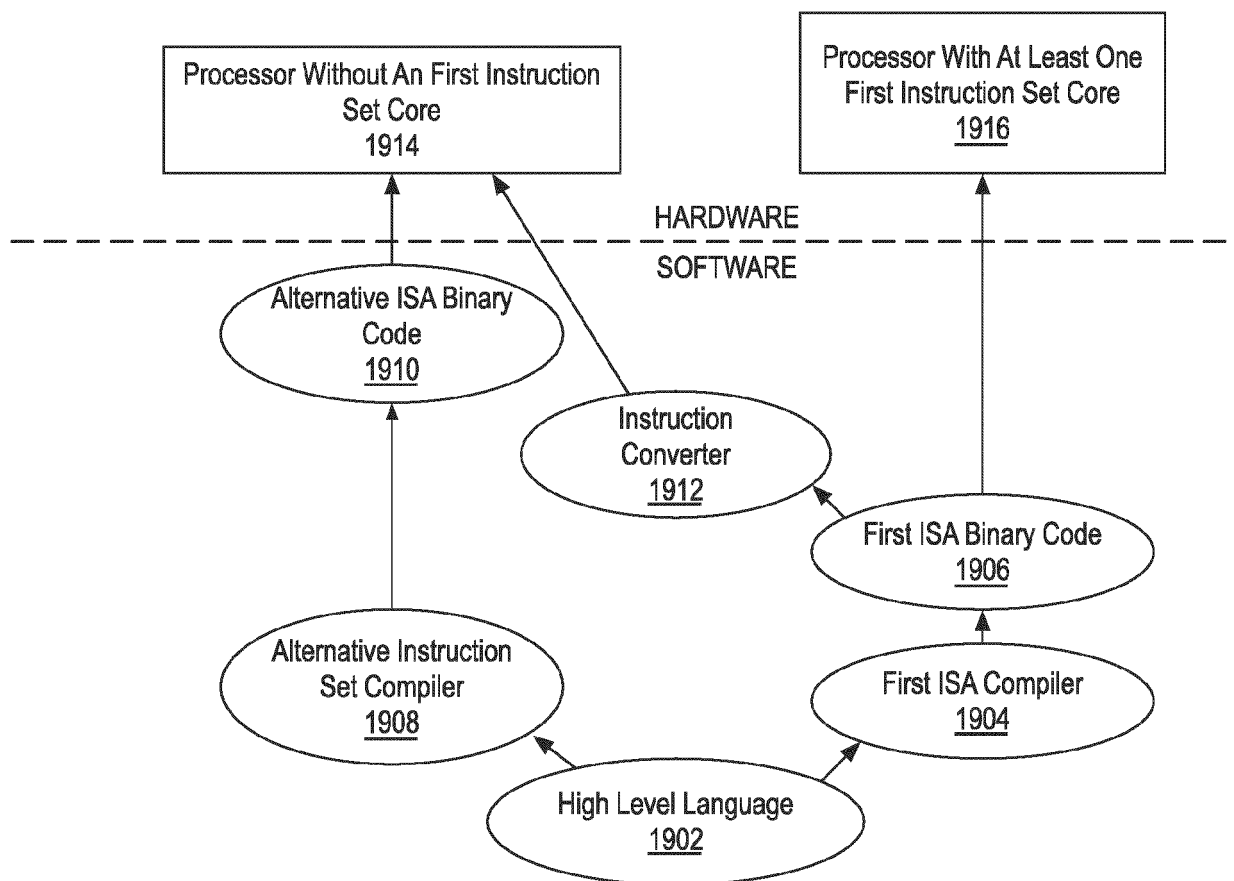 Processor Without An First Instruction
Set Core
1914
Processor With At Least One
First Instruction Set Core
1916
HARDWARE
SOFTWARE
Alternative ISA Binary
Code
1910
Instruction
Converter
1912
First ISA Binary Code
1906
Alternative Instruction
Set Compiler
1908
First ISA Compiler
1904
High Level Language
1902